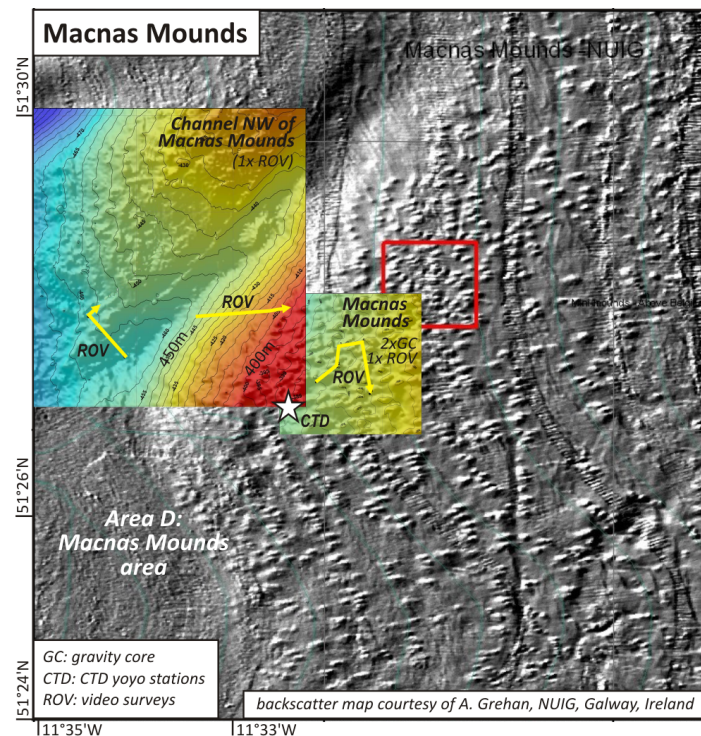 Macnas Mounds
Macnas Mounds NUIG
51°30'N
Channel NW of
Macnas Mounds
(1x ROV)
ROV
ROV
450m
400m
Macnas
Mounds
2xGC
1x ROV
ROV
CTD
51°26'N
Area D:
Macnas Mounds
area
GC: gravity core
CTD: CTD yoyo stations
ROV: video surveys
backscatter map courtesy of A. Grehan, NUIG, Galway, Ireland
51°24'N
11°35'W
11°33'W